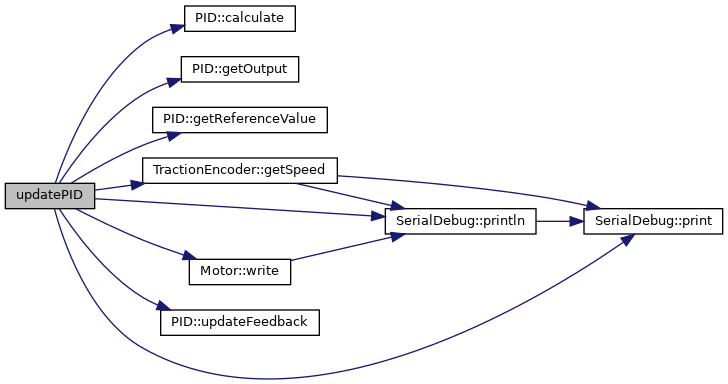 PID::calculate
PID::getOutput
PID::getReferenceValue
TractionEncoder::getSpeed
updatePID
SerialDebug::println
SerialDebug::print
Motor::write
PID::updateFeedback